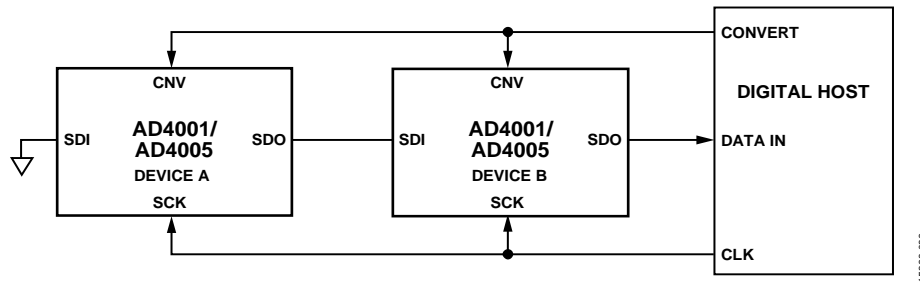 CONVERT
CNV
CNV
DIGITAL HOST
AD4001/
AD4005
AD4001/
AD4005
SDI
SDO
SDI
SDO
DATA IN
DEVICE A
DEVICE B
SCK
SCK
CLK